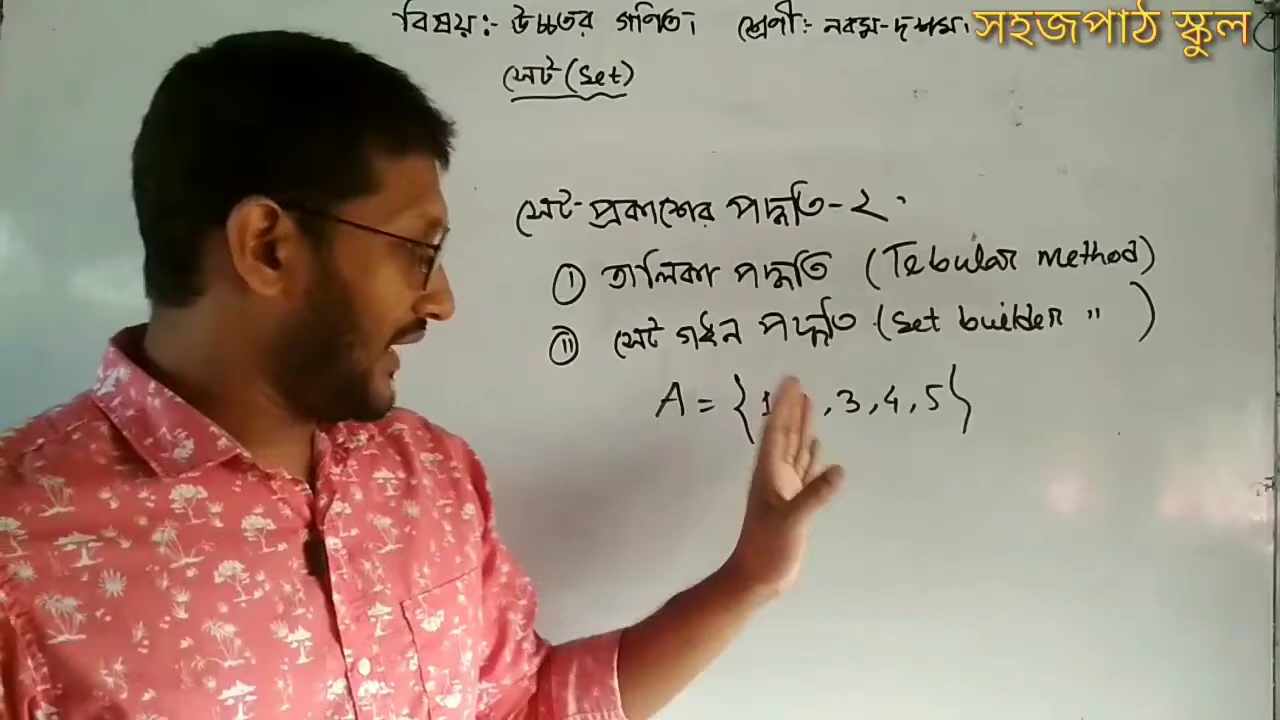 বিষয়:- উচ্চতর গণিত। শ্রেণী:- নবম-দশম। সহজপাঠ স্কুল
সেট (Set)
সেট প্রকাশের পদ্ধতি-২.
(i) তালিকা পদ্ধতি (Tebular method)
(ii) সেট গঠন পদ্ধতি (Set builder " )
A = {1 , 3, 4, 5}